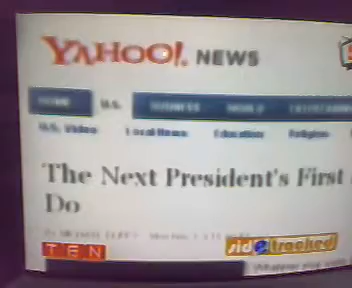 YAHOO! NEWS
HOME U.S. BUSINESS WORLD ENTERTAINMENT
U.S. Video Local News Education Religion
The Next President's First
Do
TEN sidetracked